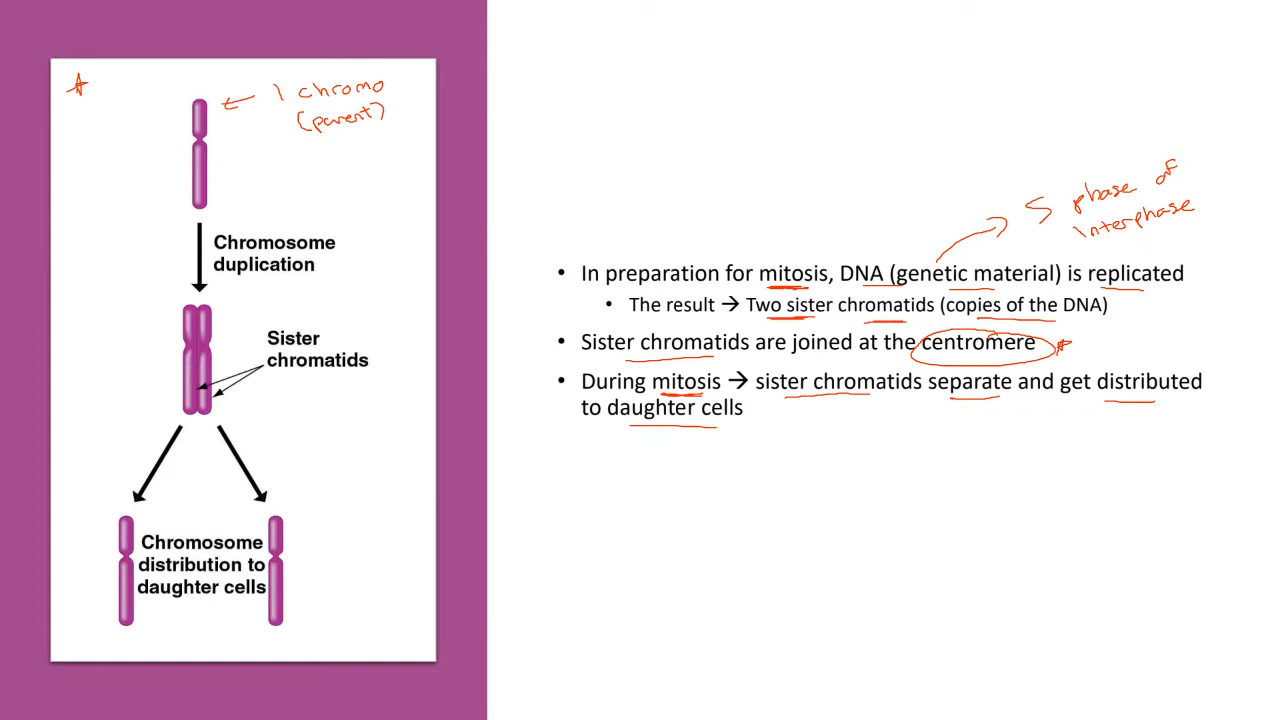 ← 1 chromo
(parent)
Chromosome
duplication
Sister
chromatids
Chromosome
distribution to
daughter cells
S phase of
interphase
• In preparation for mitosis, DNA (genetic material) is replicated
• The result → Two sister chromatids (copies of the DNA)
• Sister chromatids are joined at the centromere
• During mitosis → sister chromatids separate and get distributed
to daughter cells